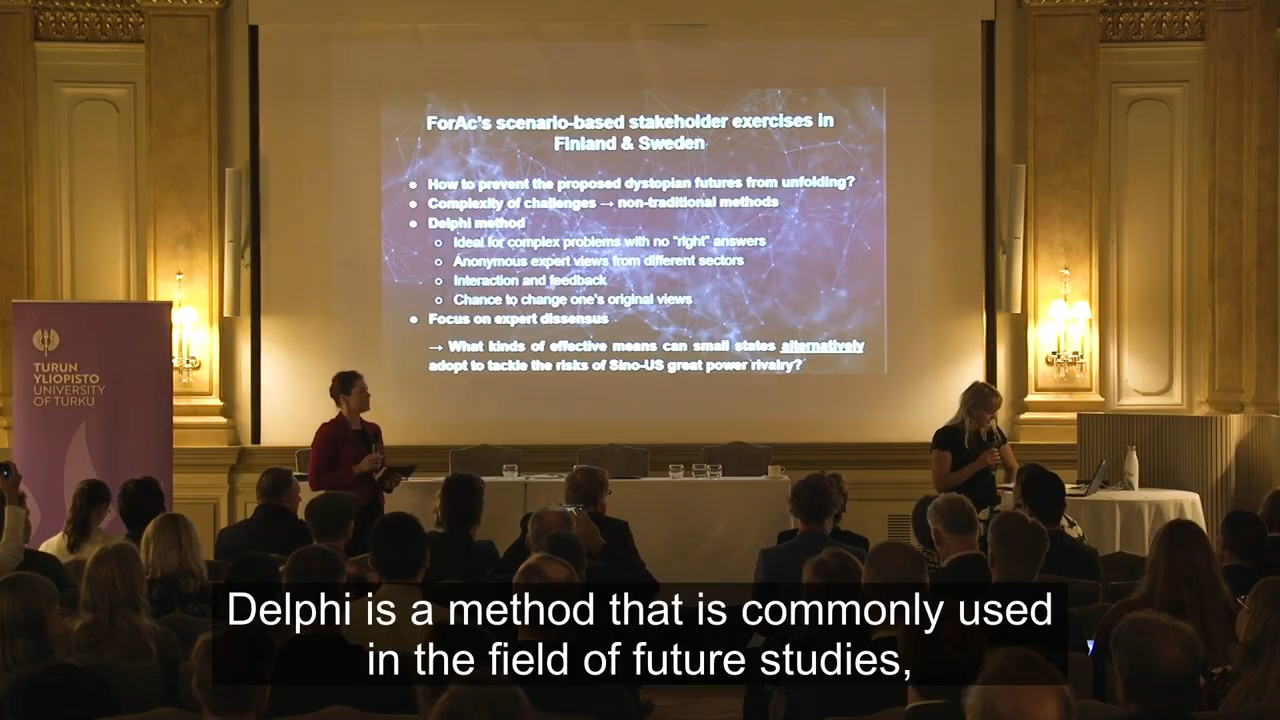 ForAc's scenario-based stakeholder exercises in
Finland & Sweden
● How to prevent the proposed dystopian futures from unfolding?
● Complexity of challenges → non-traditional methods
● Delphi method
○ Ideal for complex problems with no "right" answers
○ Anonymous expert views from different sectors
○ Interaction and feedback
○ Chance to change one's original views
● Focus on expert dissensus
→ What kinds of effective means can small states alternatively
adopt to tackle the risks of Sino-US great power rivalry?
TURUN
YLIOPISTO
UNIVERSITY
OF TURKU
Delphi is a method that is commonly used
in the field of future studies,